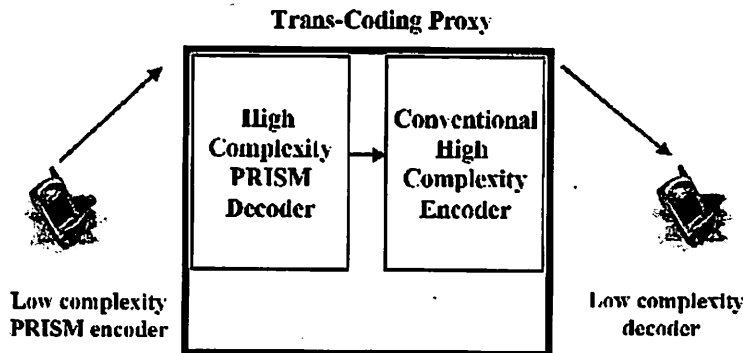 Trans-Coding Proxy
High
Complexity
PRISM
Decoder
Conventional
High
Complexity
Encoder
Low complexity
PRISM encoder
Low complexity
decoder